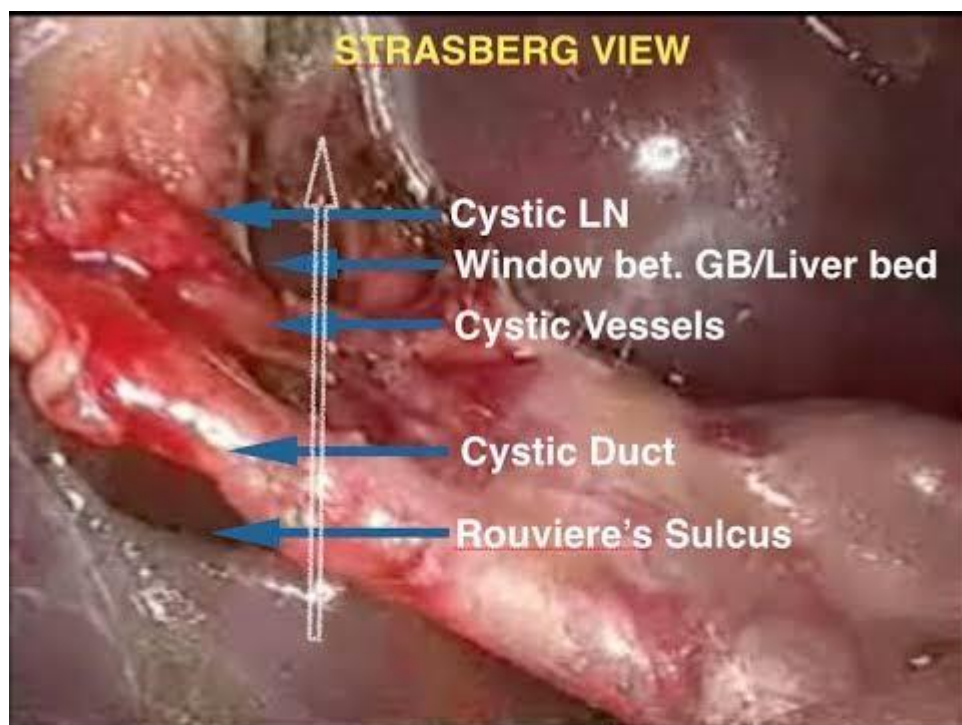 STRASBERG VIEW
Cystic LN
Window bet. GB/Liver bed
Cystic Vessels
Cystic Duct
Rouviere's Sulcus